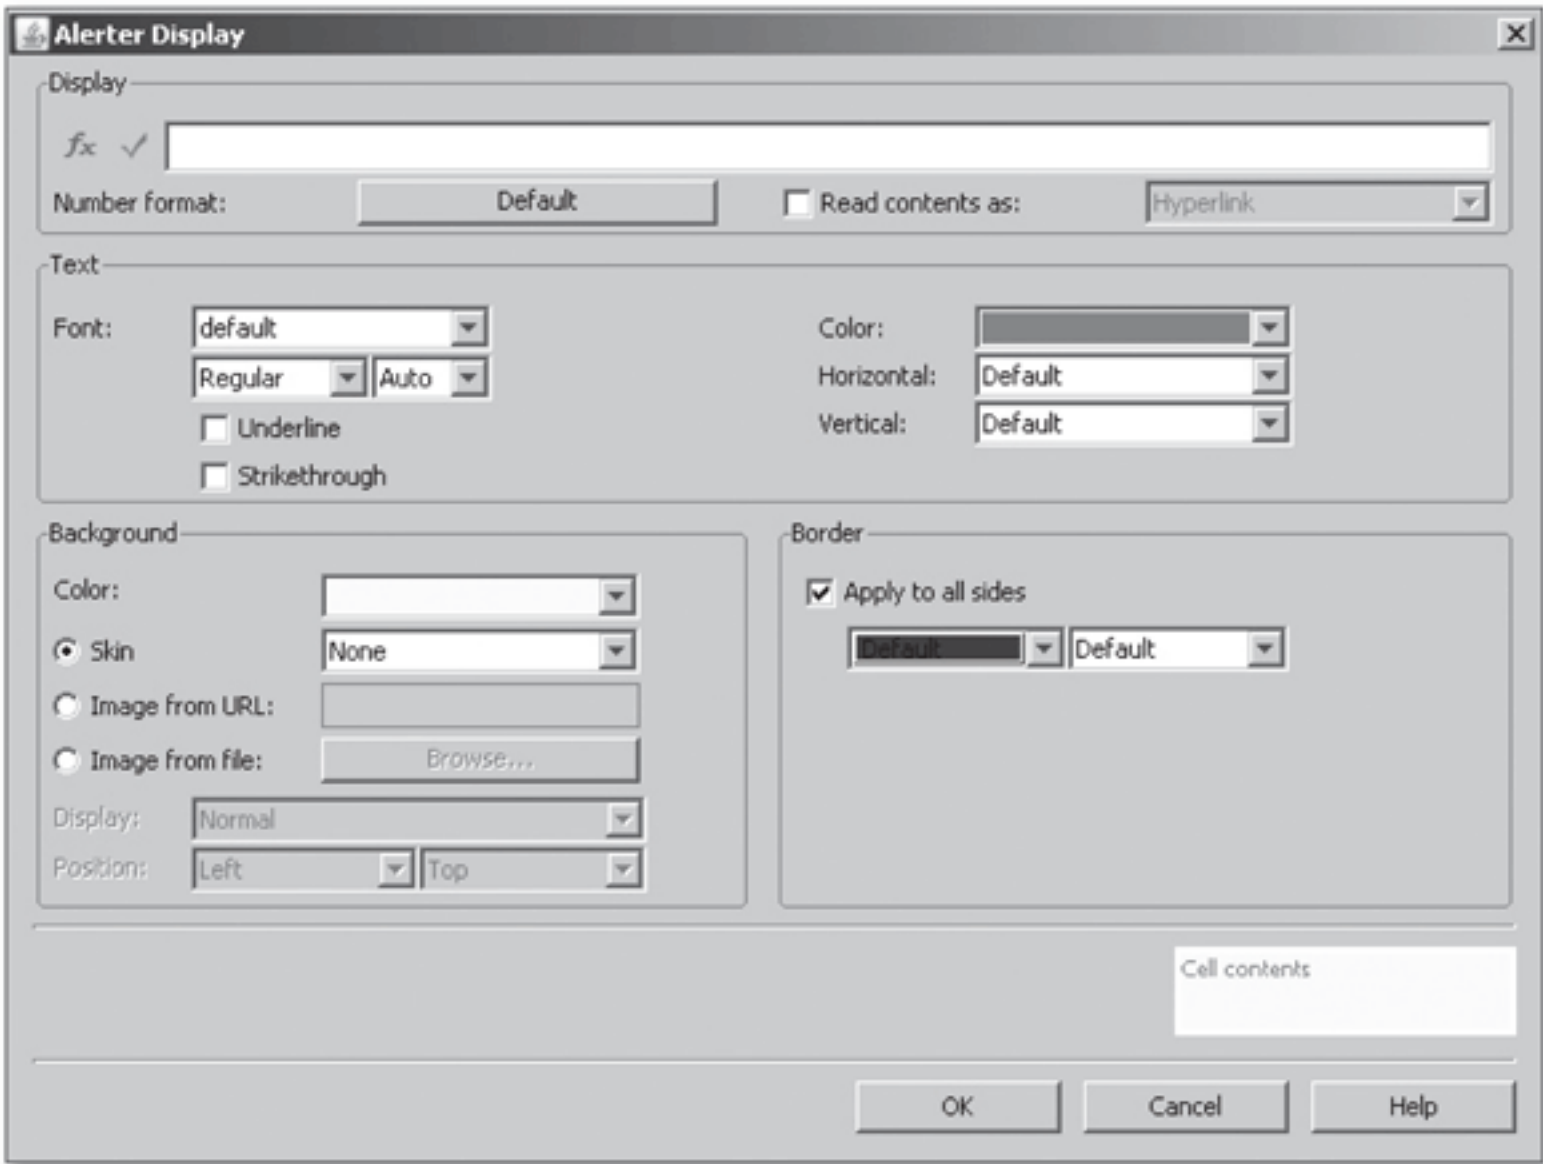 Alerter Display
Display
fx
Number format: Default Read contents as: Hyperlink
Text
Font: default Color:
Regular Auto Horizontal: Default
Underline Vertical: Default
Strikethrough
Background Border
Color: Apply to all sides
Skin None Default Default
Image from URL:
Image from file: Browse...
Display: Normal
Position: Left Top
Cell contents
OK Cancel Help